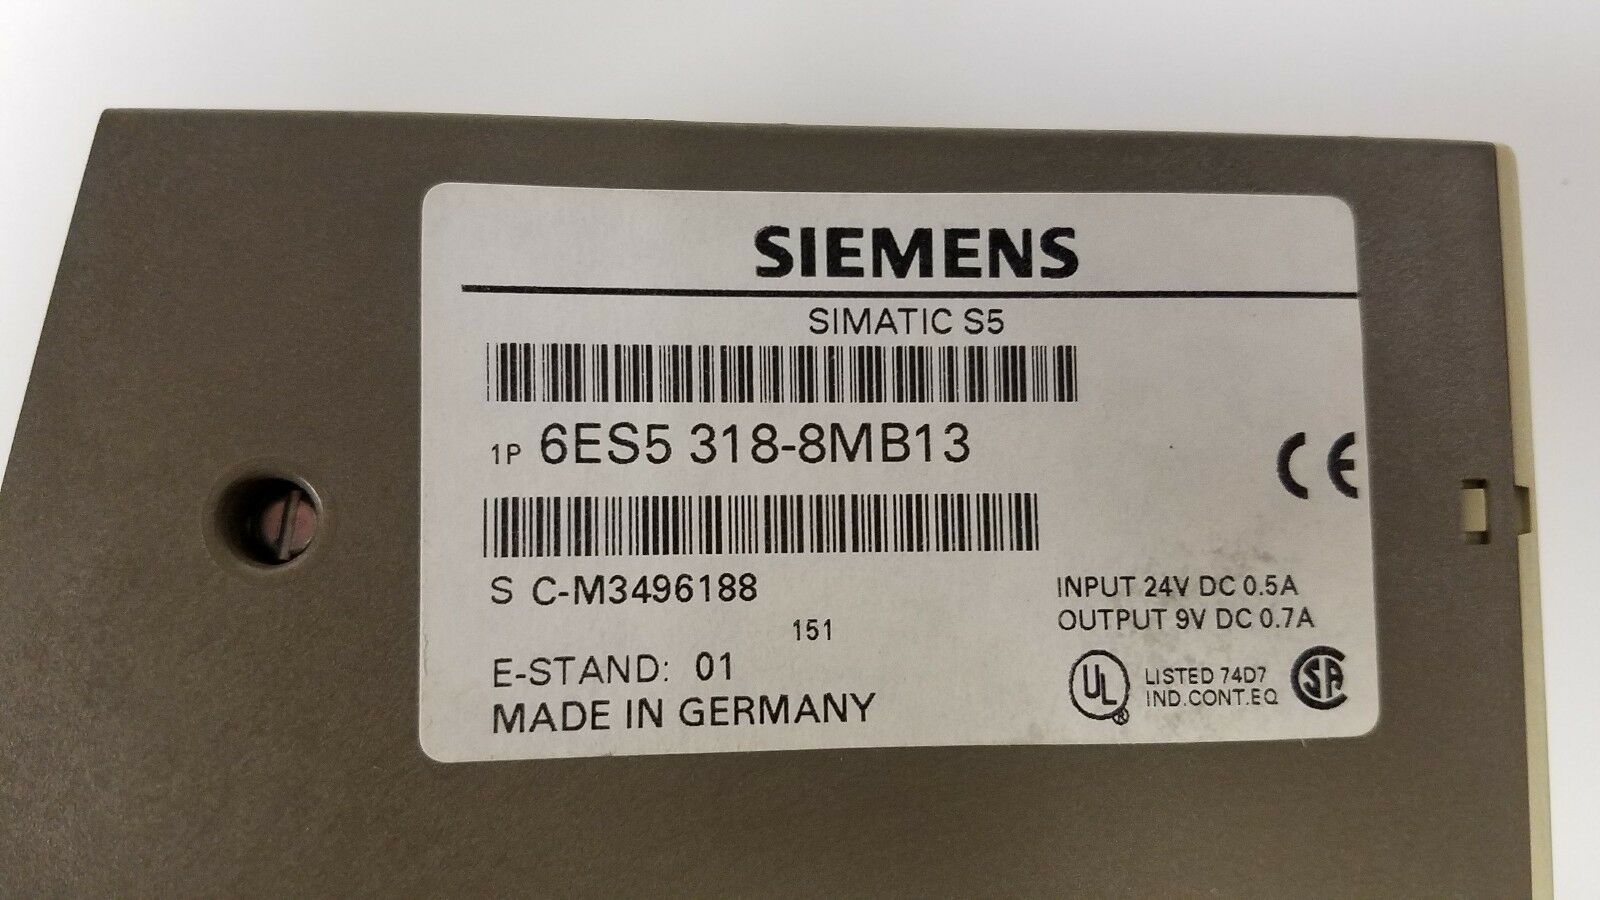 SIEMENS
SIMATIC S5
1P 6ES5 318-8MB13
CE
S C-M3496188
151
E-STAND: 01
MADE IN GERMANY
INPUT 24V DC 0.5A
OUTPUT 9V DC 0.7A
UL ® LISTED 74D7 SA
IND.CONT.EQ